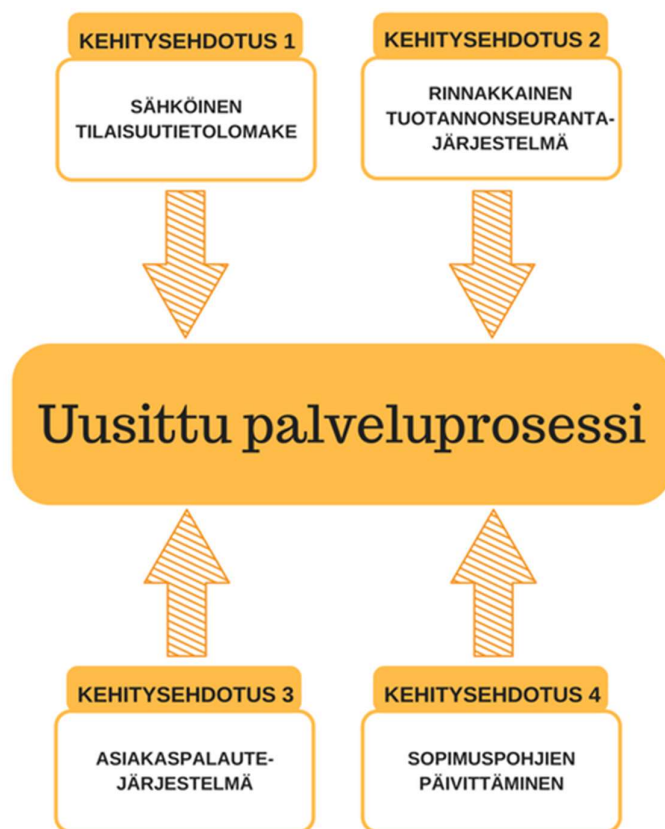 KEHITYSEHDOTUS 1
SÄHKÖINEN
TILAISUUTIETOLOMAKE
KEHITYSEHDOTUS 2
RINNAKKAINEN
TUOTANNONSEURANTA-
JÄRJESTELMÄ
Uusittu palveluprosessi
KEHITYSEHDOTUS 3
ASIAKASPALAUTE-
JÄRJESTELMÄ
KEHITYSEHDOTUS 4
SOPIMUSPOHJIEN
PÄIVITTÄMINEN